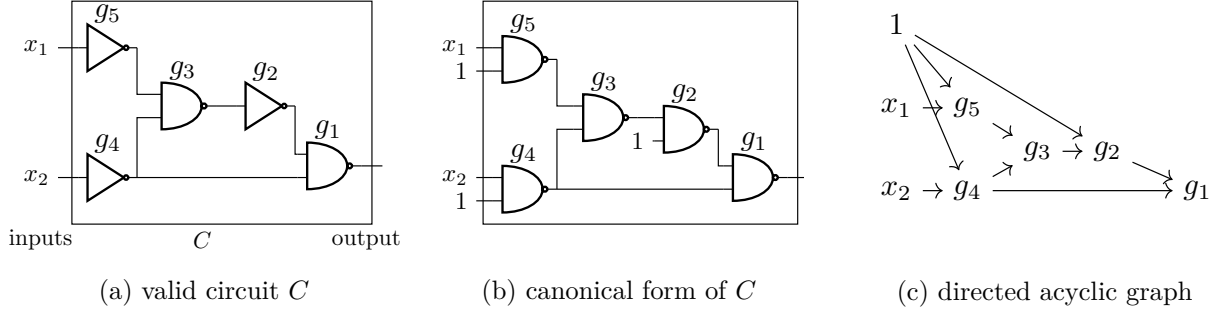 g5
x1
g3
g2
g4
g1
x2
inputs
C
output
(a) valid circuit C
g5
x1
1
g3
g2
1
g4
g1
x2
1
(b) canonical form of C
1
x1 g5
g3 g2
x2 g4 g1
(c) directed acyclic graph